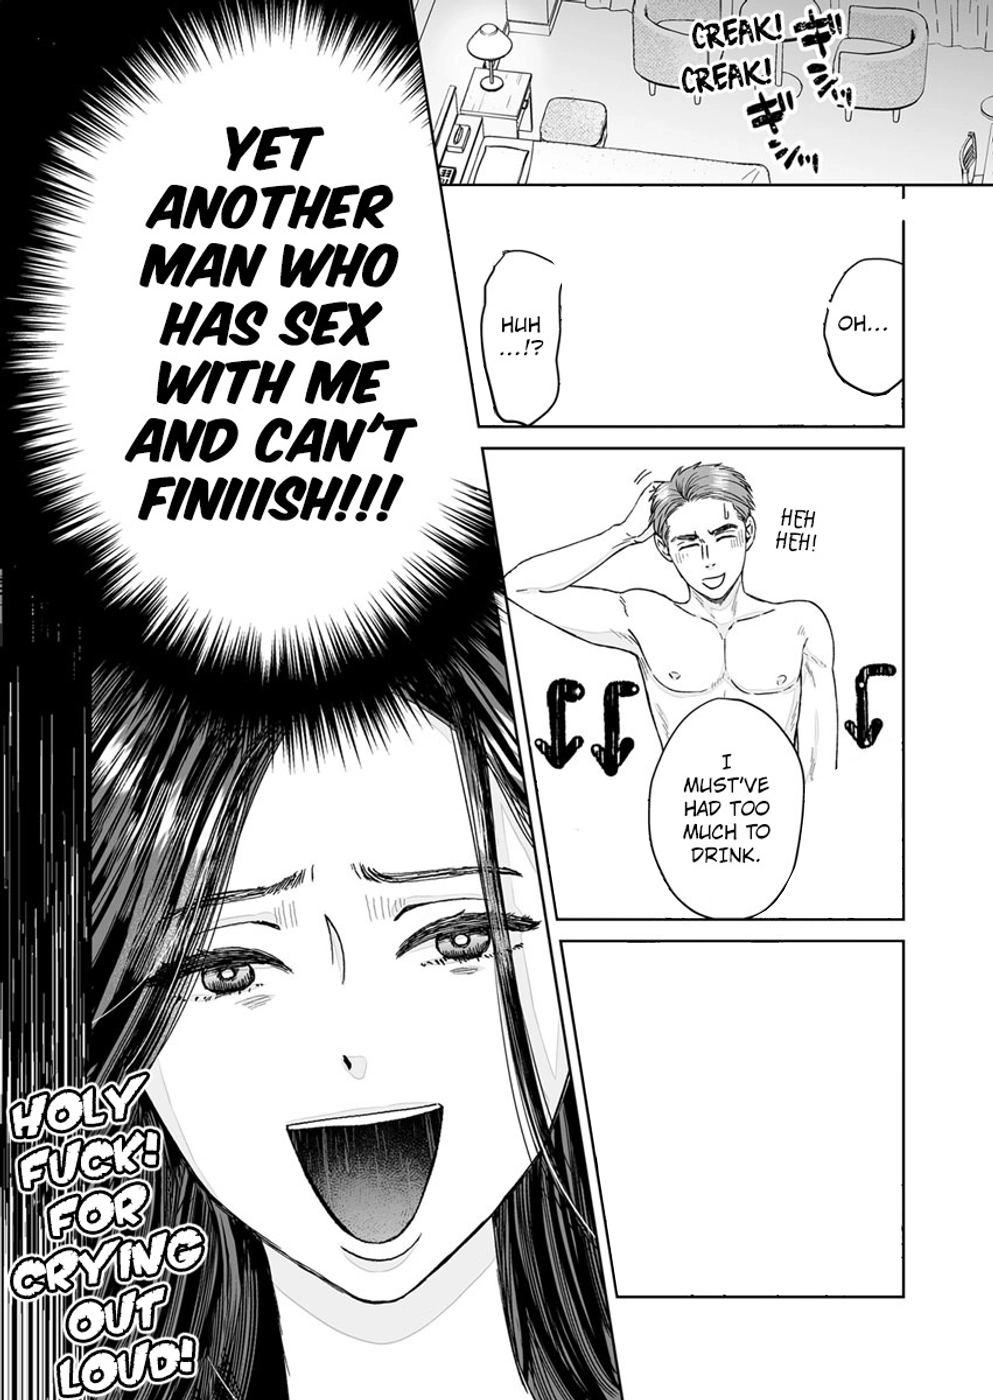 CREAK!
ギシッ
CREAK!
ギシッ
OH...
HUH
...!?
HEH
HEH!
I
MUST'VE
HAD TOO
MUCH TO
DRINK.
YET
ANOTHER
MAN WHO
HAS SEX
WITH ME
AND CAN'T
FINIIISH!!!
HOLY
FUCK!
FOR
CRYING
OUT
LOUD!